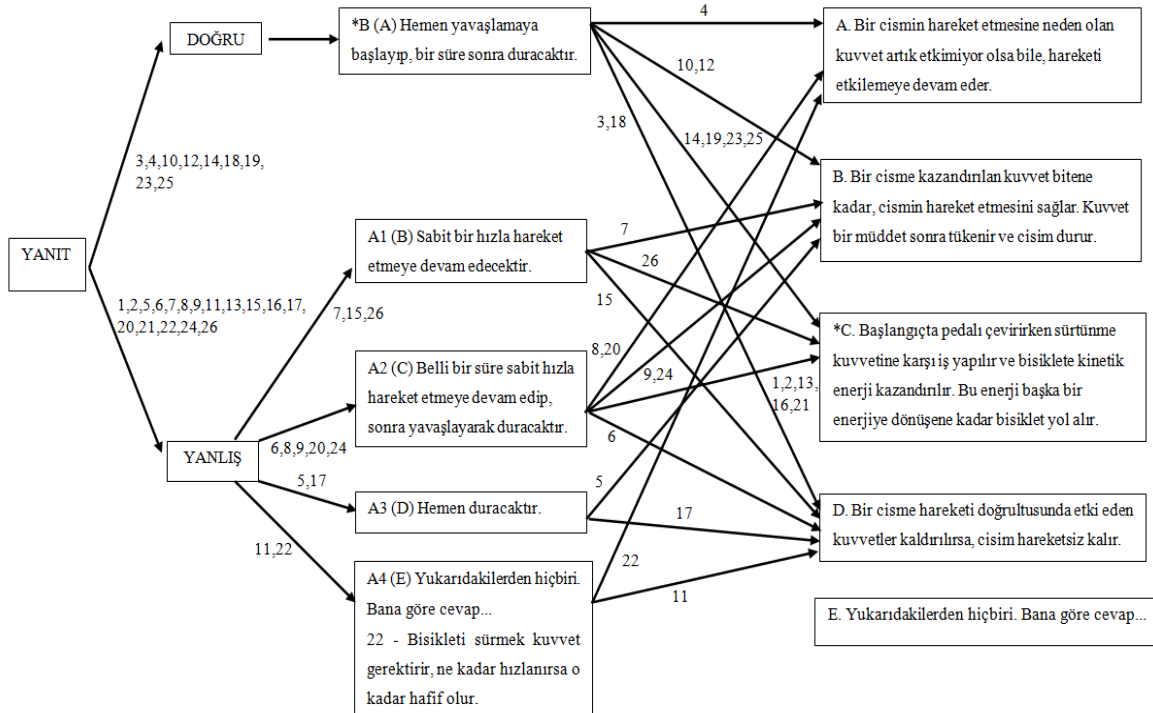 YANIT
DOĞRU
3,4,10,12,14,18,19,
23,25
1,2,5,6,7,8,9,11,13,15,16,17,
20,21,22,24,26
YANLIŞ
*B (A) Hemen yavaşlamaya
başlayıp, bir süre sonra duracaktır.
7,15,26
A1 (B) Sabit bir hızla hareket
etmeye devam edecektir.
6,8,9,20,24
A2 (C) Belli bir süre sabit hızla
hareket etmeye devam edip,
sonra yavaşlayarak duracaktır.
5,17
A3 (D) Hemen duracaktır.
11,22
A4 (E) Yukarıdakilerden hiçbiri.
Bana göre cevap...
22 - Bisikleti sürmek kuvvet
gerektirir, ne kadar hızlanırsa o
kadar hafif olur.
4
10,12
3,18
14,19,23,25
7
26
15
8,20
9,24
1,2,13,
16,21
6
5
17
22
11
A. Bir cismin hareket etmesine neden olan
kuvvet artık etkimiyor olsa bile, hareketi
etkilemeye devam eder.
B. Bir cisme kazandırılan kuvvet bitene
kadar, cismin hareket etmesini sağlar. Kuvvet
bir müddet sonra tükenir ve cisim durur.
*C. Başlangıçta pedalı çevirirken sürtünme
kuvvetine karşı iş yapılır ve bisiklete kinetik
enerji kazandırılır. Bu enerji başka bir
enerjiye dönüşene kadar bisiklet yol alır.
D. Bir cisme hareketi doğrultusunda etki eden
kuvvetler kaldırılırsa, cisim hareketsiz kalır.
E. Yukarıdakilerden hiçbiri. Bana göre cevap...